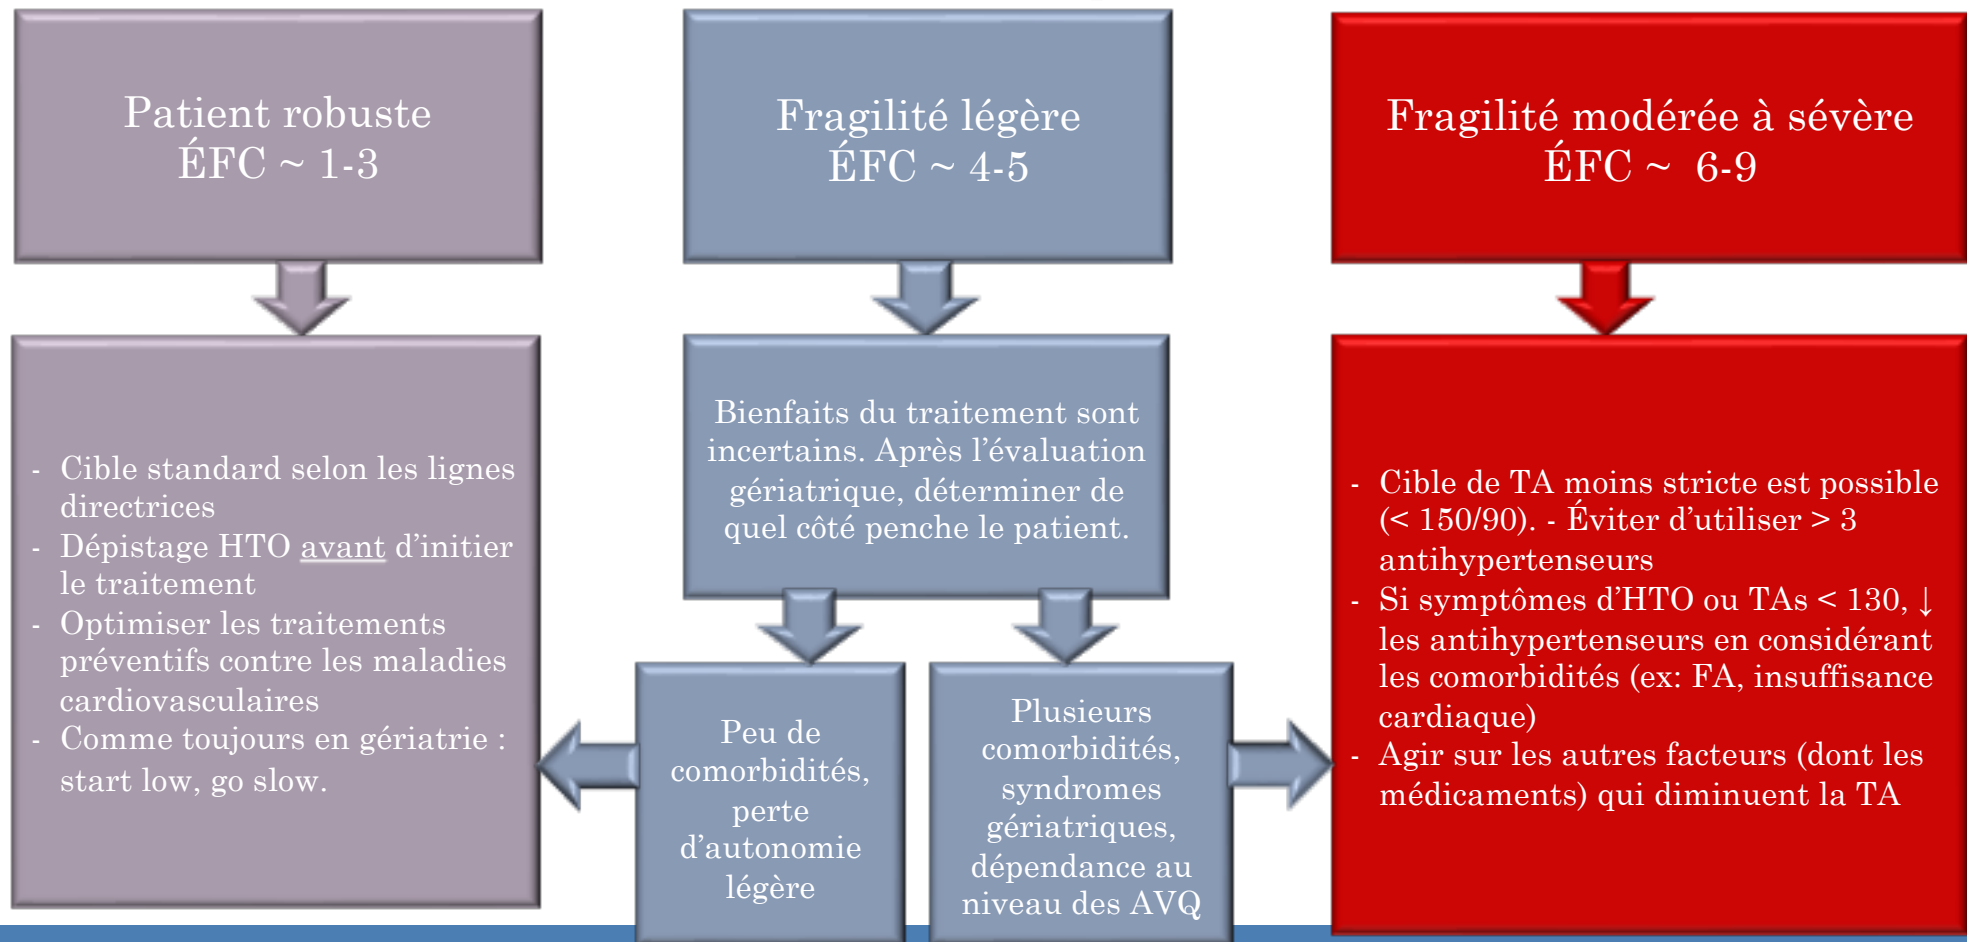 Patient robuste
ÉFC ~ 1-3
Fragilité légère
ÉFC ~ 4-5
Fragilité modérée à sévère
ÉFC ~ 6-9
- Cible standard selon les lignes
directrices
- Dépistage HTO avant d'initier
le traitement
- Optimiser les traitements
préventifs contre les maladies
cardiovasculaires
- Comme toujours en gériatrie :
start low, go slow.
Bienfaits du traitement sont
incertains. Après l'évaluation
gériatrique, déterminer de
quel côté penche le patient.
Peu de
comorbidités,
perte
d'autonomie
légère
Plusieurs
comorbidités,
syndromes
gériatriques,
dépendance au
niveau des AVQ
- Cible de TA moins stricte est possible
(< 150/90). - Éviter d'utiliser > 3
antihypertenseurs
- Si symptômes d'HTO ou TAs < 130, ↓
les antihypertenseurs en considérant
les comorbidités (ex: FA, insuffisance
cardiaque)
- Agir sur les autres facteurs (dont les
médicaments) qui diminuent la TA